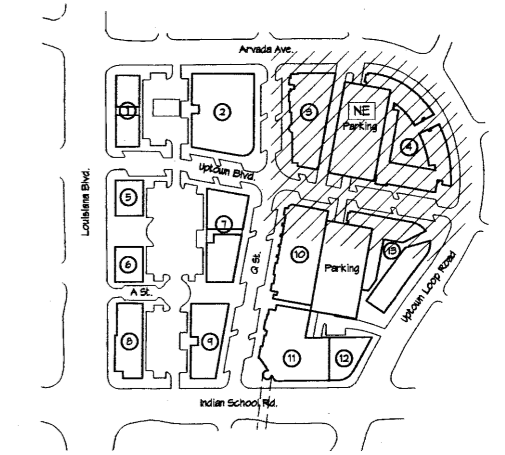 Arvada Ave.
1
2
3
NE
Parking
4
Louisiana Blvd.
Uptown Blvd.
5
7
6
Q St.
10
Parking
13
Uptown Loop Road
A St.
8
9
11
12
Indian School Rd.